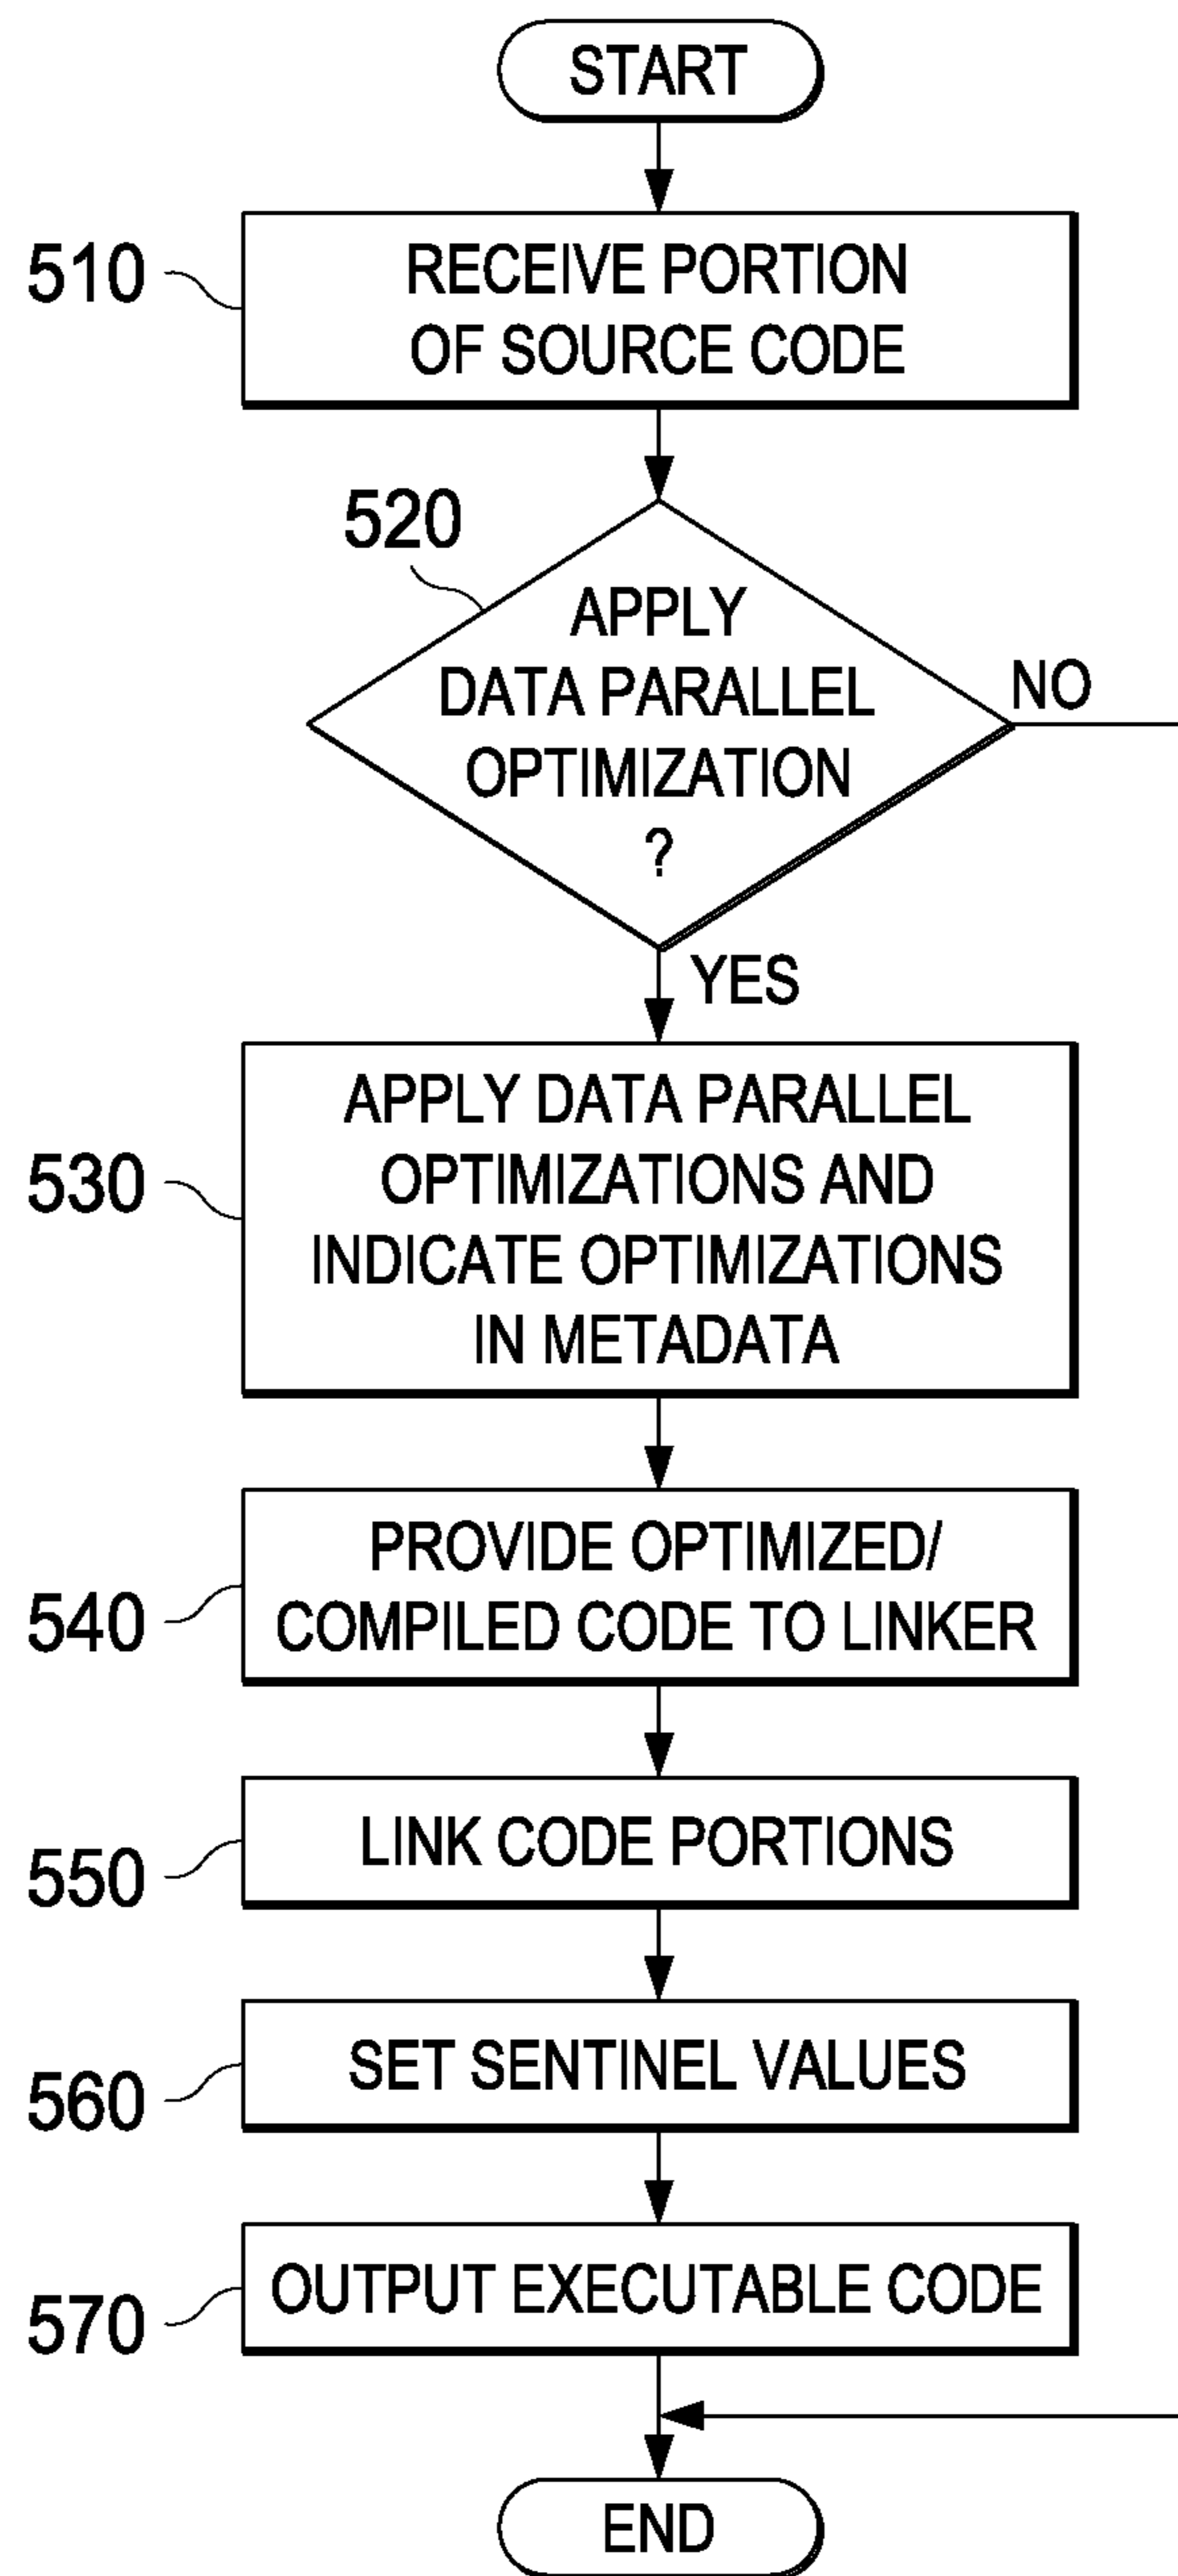 START
510
RECEIVE PORTION
OF SOURCE CODE
520
APPLY
DATA PARALLEL
OPTIMIZATION
?
NO
YES
530
APPLY DATA PARALLEL
OPTIMIZATIONS AND
INDICATE OPTIMIZATIONS
IN METADATA
540
PROVIDE OPTIMIZED/
COMPILED CODE TO LINKER
550
LINK CODE PORTIONS
560
SET SENTINEL VALUES
570
OUTPUT EXECUTABLE CODE
END